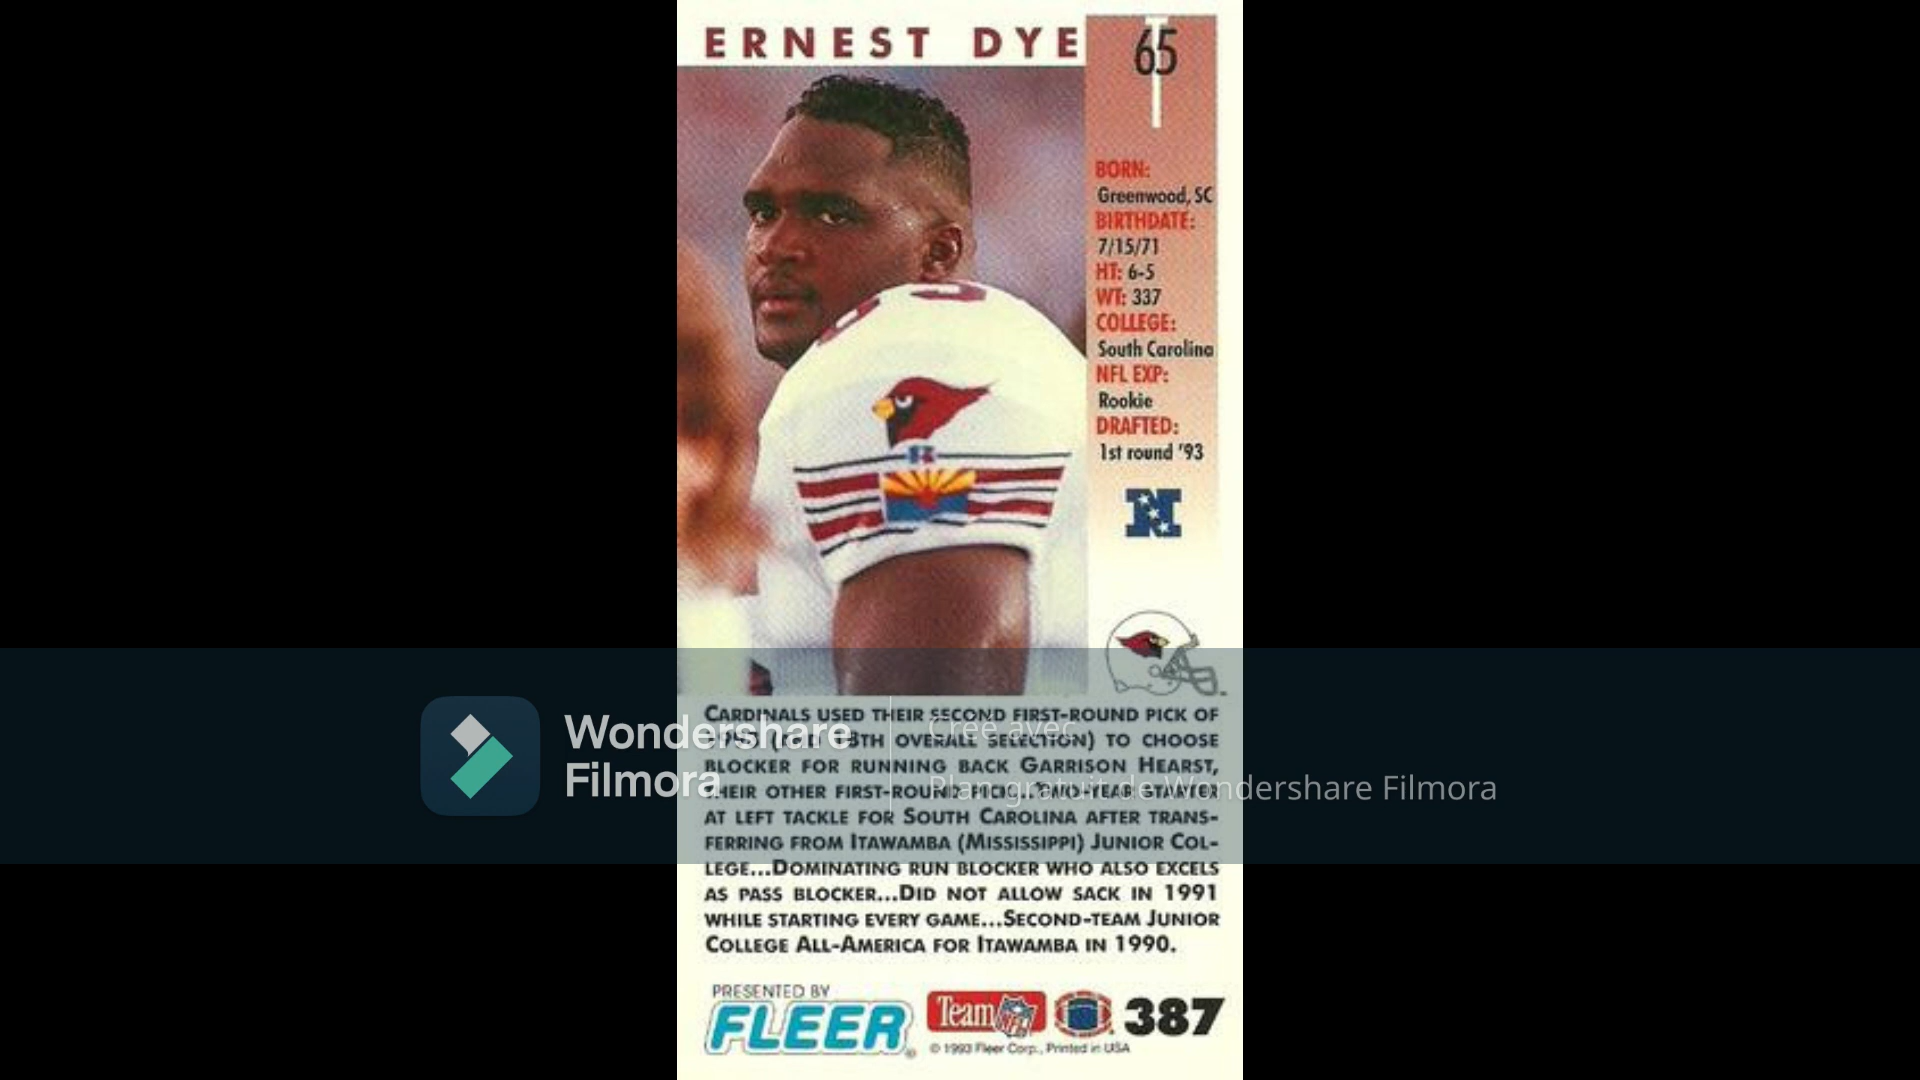 ERNEST DYE
65
BORN:
Greenwood, SC
BIRTHDATE:
7/15/71
HT: 6-5
WT: 337
COLLEGE:
South Carolina
NFL EXP:
Rookie
DRAFTED:
1st round '93
CARDINALS USED THEIR SECOND FIRST-ROUND PICK OF
18TH OVERALL SELECTION) TO CHOOSE
BLOCKER FOR RUNNING BACK GARRISON HEARST,
THEIR OTHER FIRST-ROUND PICK...TWO-YEAR STARTER
AT LEFT TACKLE FOR SOUTH CAROLINA AFTER TRANS-
FERRING FROM ITAWAMBA (MISSISSIPPI) JUNIOR COL-
LEGE...DOMINATING RUN BLOCKER WHO ALSO EXCELS
AS PASS BLOCKER...DID NOT ALLOW SACK IN 1991
WHILE STARTING EVERY GAME...SECOND-TEAM JUNIOR
COLLEGE ALL-AMERICA FOR ITAWAMBA IN 1990.
Wondershare
Filmora
Créé avec
Plan gratuit de Wondershare Filmora
PRESENTED BY
FLEER
Team NFL
387
© 1993 Fleer Corp., Printed in USA